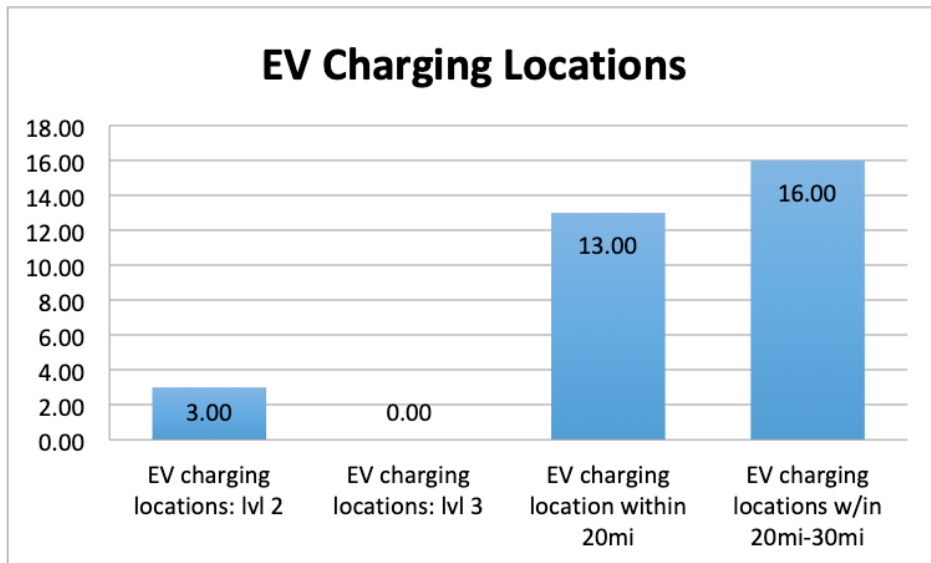 EV Charging Locations
18.00
16.00
14.00
12.00
10.00
8.00
6.00
4.00
2.00
0.00
3.00
0.00
13.00
16.00
EV charging
locations: lvl 2
EV charging
locations: lvl 3
EV charging
location within
20mi
EV charging
locations w/in
20mi-30mi